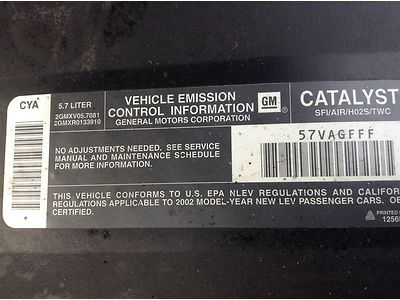 CYA
5.7 LITER
2GMXV05.7081
2GMXR0133910
VEHICLE EMISSION
CONTROL INFORMATION
GENERAL MOTORS CORPORATION
GM
CATALYST
SFI/AIR/HO2S/TWC
NO ADJUSTMENTS NEEDED. SEE SERVICE
MANUAL AND MAINTENANCE SCHEDULE
FOR MORE INFORMATION.
57VAGFFF
THIS VEHICLE CONFORMS TO U.S. EPA NLEV REGULATIONS AND CALIFOR
REGULATIONS APPLICABLE TO 2002 MODEL-YEAR NEW LEV PASSENGER CARS. OB
CERTIFIED.
PRINTED
1256